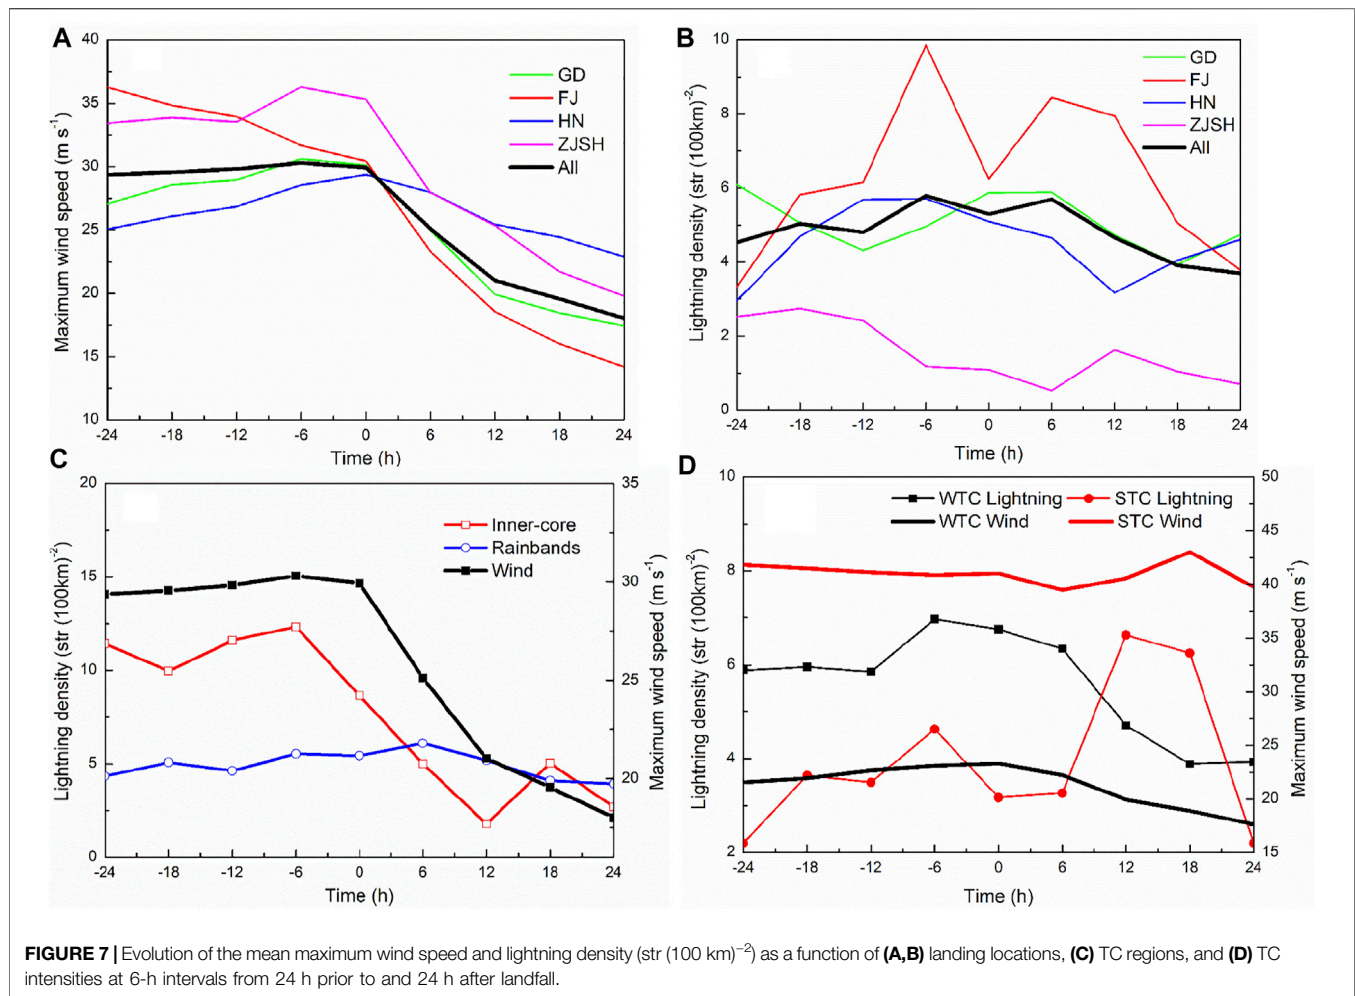 A
40
35
30
25
20
15
10
Maximum wind speed (m s⁻¹)
GD
FJ
HN
ZJSH
All
-24 -18 -12 -6 0 6 12 18 24
Time (h)
B
10
8
6
4
2
0
Lightning density (str (100km)⁻²)
GD
FJ
HN
ZJSH
All
-24 -18 -12 -6 0 6 12 18 24
Time (h)
C
20
15
10
5
0
Lightning density (str (100km)⁻²)
Inner-core
Rainbands
Wind
35
30
25
20
Maximum wind speed (m s⁻¹)
-24 -18 -12 -6 0 6 12 18 24
Time (h)
D
10
8
6
4
2
Lightning density (str (100km)⁻²)
WTC Lightning STC Lightning
WTC Wind STC Wind
50
45
40
35
30
25
20
15
Maximum wind speed (m s⁻¹)
-24 -18 -12 -6 0 6 12 18 24
Time (h)
FIGURE 7 | Evolution of the mean maximum wind speed and lightning density (str (100 km)⁻²) as a function of (A,B) landing locations, (C) TC regions, and (D) TC
intensities at 6-h intervals from 24 h prior to and 24 h after landfall.